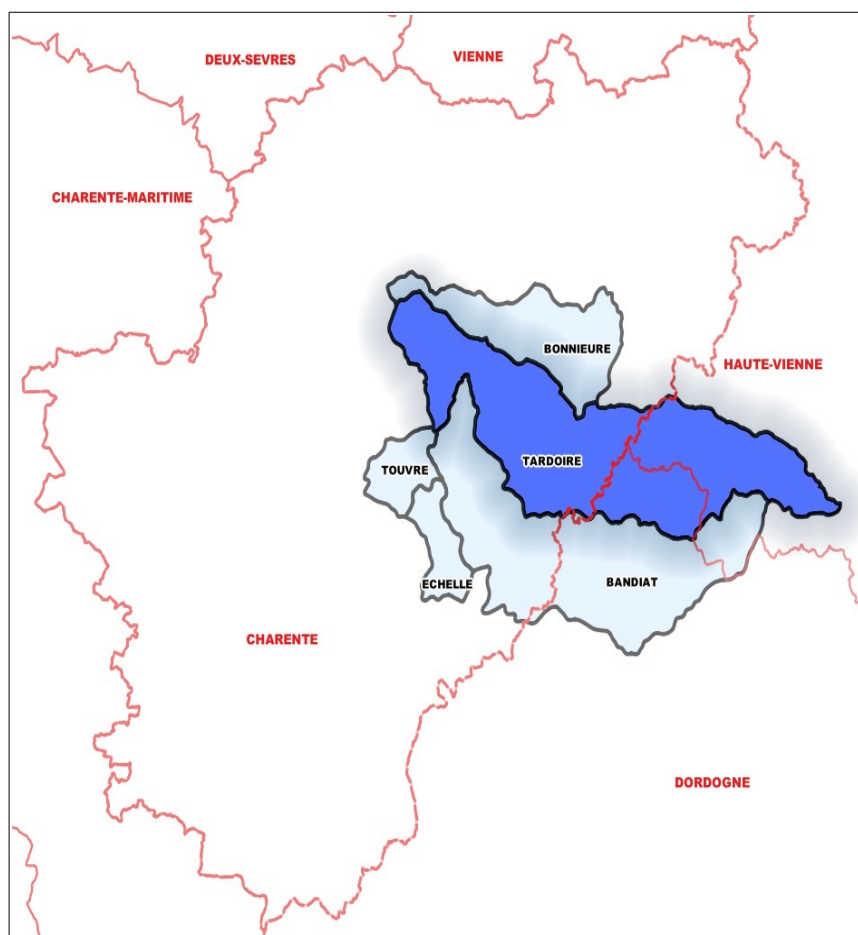 DEUX-SEVRES
VIENNE
CHARENTE-MARITIME
BONNIEURE
HAUTE-VIENNE
TARDOIRE
TOUVRE
ECHELLE
BANDIAT
CHARENTE
DORDOGNE